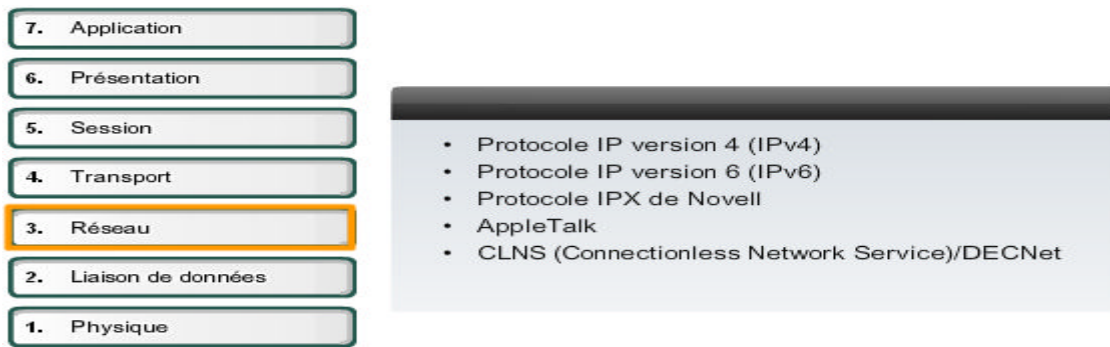 7. Application
6. Présentation
5. Session
4. Transport
3. Réseau
2. Liaison de données
1. Physique
• Protocole IP version 4 (IPv4)
• Protocole IP version 6 (IPv6)
• Protocole IPX de Novell
• AppleTalk
• CLNS (Connectionless Network Service)/DECNet